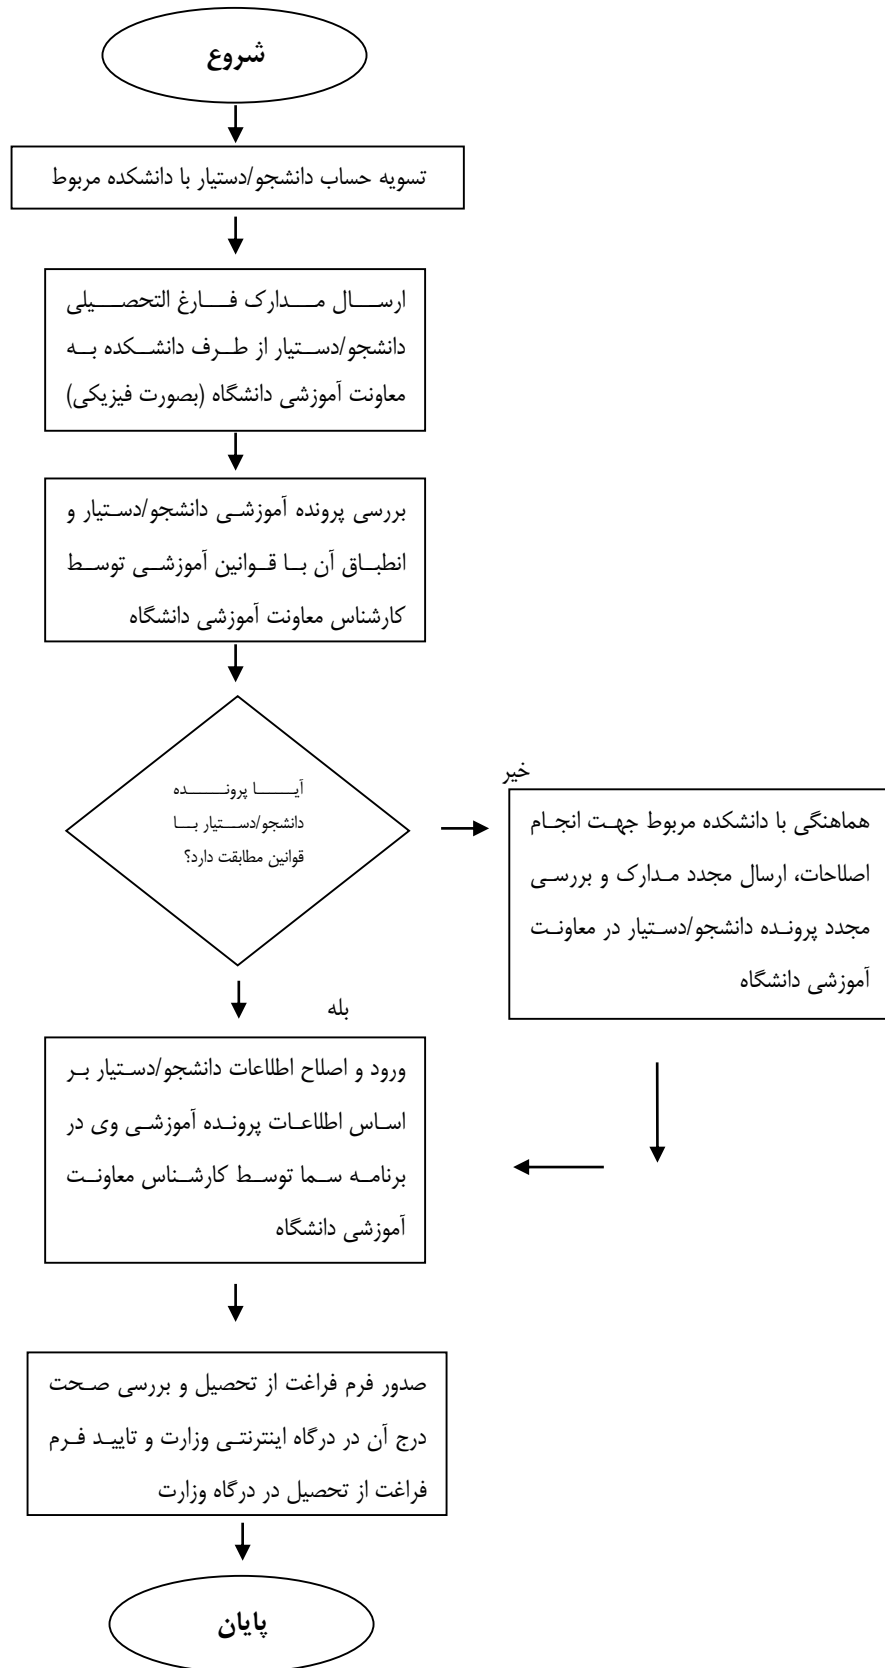 شروع
تسویه حساب دانشجو/دستیار با دانشکده مربوط
ارسال مدارک فارغ التحصیلی
دانشجو/دستیار از طرف دانشکده به
معاونت آموزشی دانشگاه (بصورت فیزیکی)
بررسی پرونده آموزشی دانشجو/دستیار و
انطباق آن با قوانین آموزشی توسط
کارشناس معاونت آموزشی دانشگاه
آیا پرونده
دانشجو/دستیار با
قوانین مطابقت دارد؟
خیر
هماهنگی با دانشکده مربوط جهت انجام
اصلاحات، ارسال مجدد مدارک و بررسی
مجدد پرونده دانشجو/دستیار در معاونت
آموزشی دانشگاه
بله
ورود و اصلاح اطلاعات دانشجو/دستیار بر
اساس اطلاعات پرونده آموزشی وی در
برنامه سما توسط کارشناس معاونت
آموزشی دانشگاه
صدور فرم فراغت از تحصیل و بررسی صحت
درج آن در درگاه اینترنتی وزارت و تایید فرم
فراغت از تحصیل در درگاه وزارت
پایان